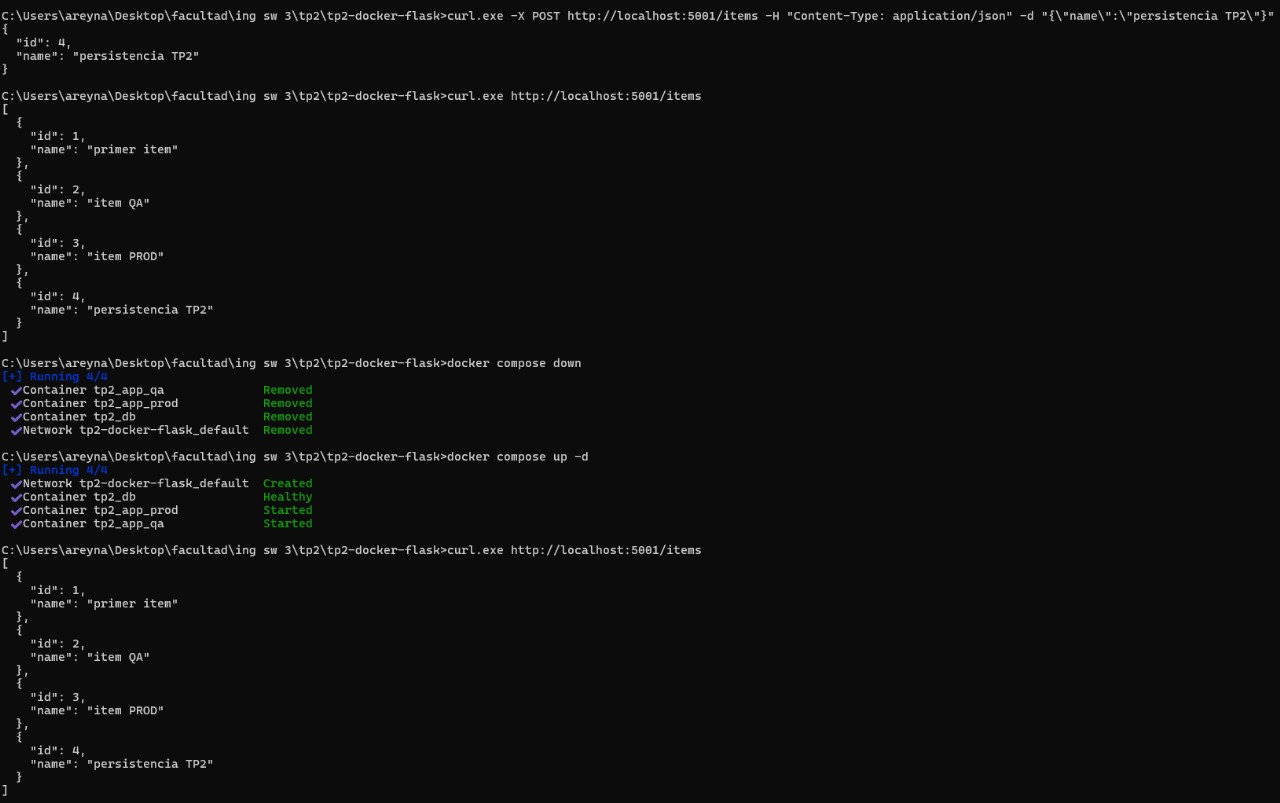 C:\Users\areyna\Desktop\facultad\ing sw 3\tp2\tp2-docker-flask>curl.exe -X POST http://localhost:5001/items -H "Content-Type: application/json" -d "{\"name\":\"persistencia TP2\"}"
{
  "id": 4,
  "name": "persistencia TP2"
}
C:\Users\areyna\Desktop\facultad\ing sw 3\tp2\tp2-docker-flask>curl.exe http://localhost:5001/items
[
  {
    "id": 1,
    "name": "primer item"
  },
  {
    "id": 2,
    "name": "item QA"
  },
  {
    "id": 3,
    "name": "item PROD"
  },
  {
    "id": 4,
    "name": "persistencia TP2"
  }
]
C:\Users\areyna\Desktop\facultad\ing sw 3\tp2\tp2-docker-flask>docker compose down
[+] Running 4/4
 ✔Container tp2_app_qa              Removed
 ✔Container tp2_app_prod            Removed
 ✔Container tp2_db                  Removed
 ✔Network tp2-docker-flask_default  Removed
C:\Users\areyna\Desktop\facultad\ing sw 3\tp2\tp2-docker-flask>docker compose up -d
[+] Running 4/4
 ✔Network tp2-docker-flask_default  Created
 ✔Container tp2_db                  Healthy
 ✔Container tp2_app_prod            Started
 ✔Container tp2_app_qa              Started
C:\Users\areyna\Desktop\facultad\ing sw 3\tp2\tp2-docker-flask>curl.exe http://localhost:5001/items
[
  {
    "id": 1,
    "name": "primer item"
  },
  {
    "id": 2,
    "name": "item QA"
  },
  {
    "id": 3,
    "name": "item PROD"
  },
  {
    "id": 4,
    "name": "persistencia TP2"
  }
]